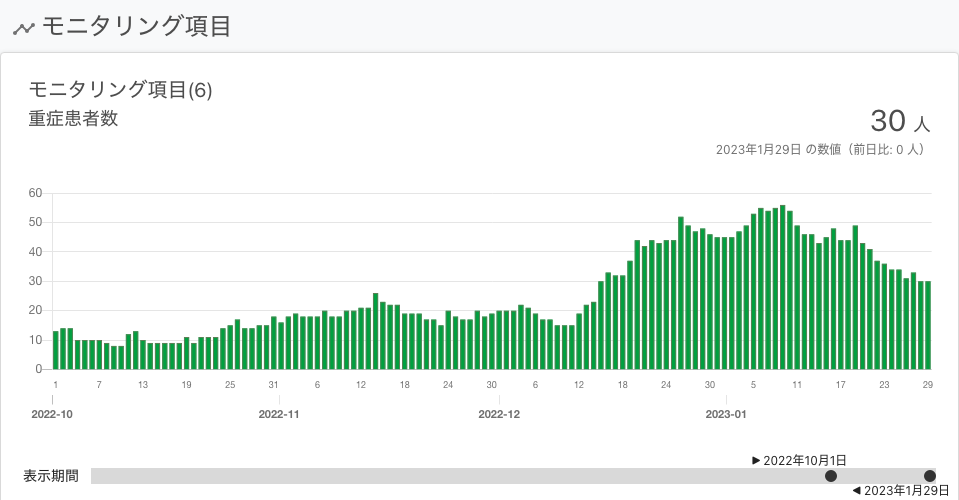 モニタリング項目
モニタリング項目(6)
重症患者数
30 人
2023年1月29日 の数値（前日比: 0 人）
60
50
40
30
20
10
0
1 7 13 19 25 31 6 12 18 24 30 6 12 18 24 30 5 11 17 23 29
2022-10 2022-11 2022-12 2023-01
▶ 2022年10月1日
表示期間
◀ 2023年1月29日